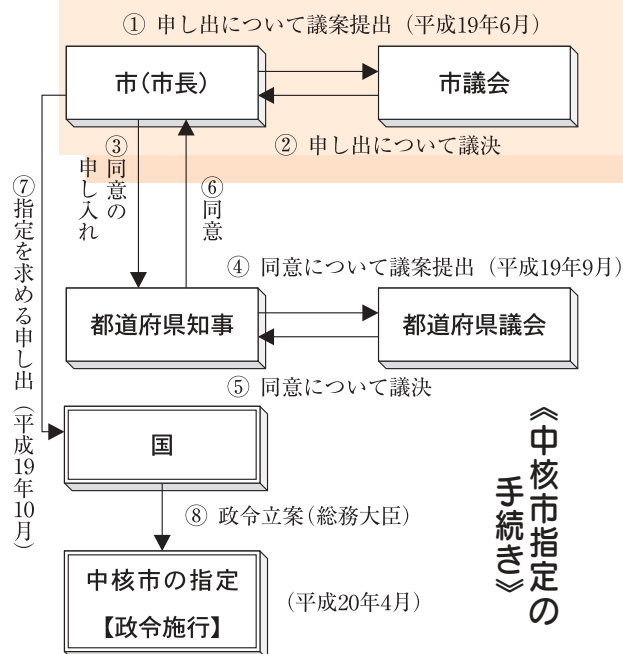 ① 申し出について議案提出（平成19年6月）
市（市長）
市議会
② 申し出について議決
③同意の
申し入れ
⑥同意
④ 同意について議案提出（平成19年9月）
都道府県知事
都道府県議会
⑤ 同意について議決
⑦指定を求める申し出（平成19年10月）
国
⑧ 政令立案（総務大臣）
中核市の指定
【政令施行】
（平成20年4月）
《中核市指定の
手続き》